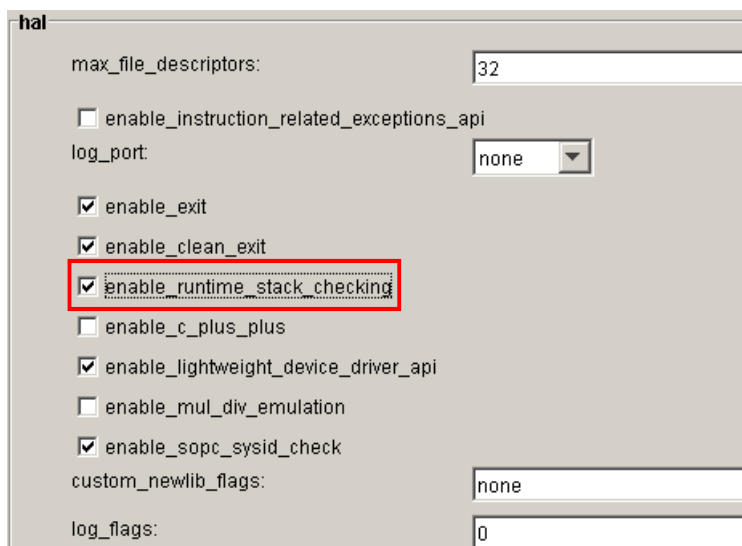 hal
max_file_descriptors:
32
enable_instruction_related_exceptions_api
log_port:
none
enable_exit
enable_clean_exit
enable_runtime_stack_checking
enable_c_plus_plus
enable_lightweight_device_driver_api
enable_mul_div_emulation
enable_sopc_sysid_check
custom_newlib_flags:
none
log_flags:
0